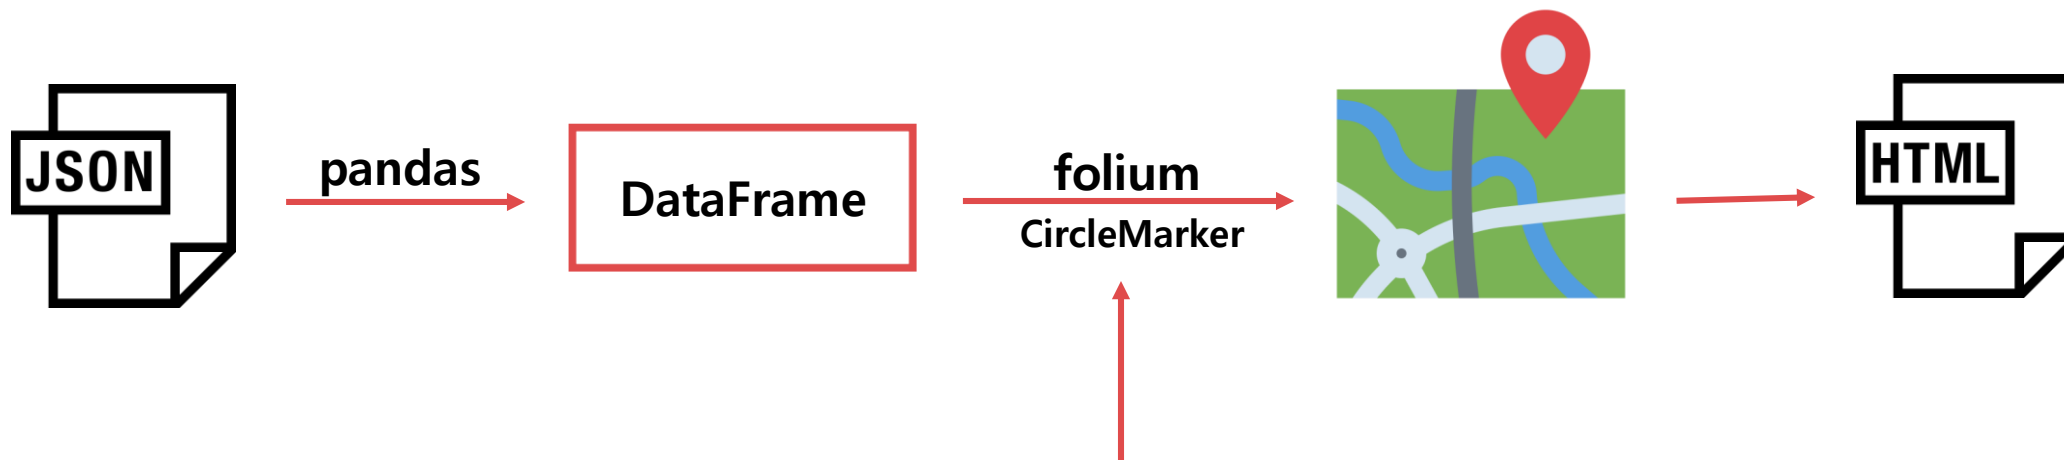 JSON
pandas
DataFrame
folium
CircleMarker
HTML